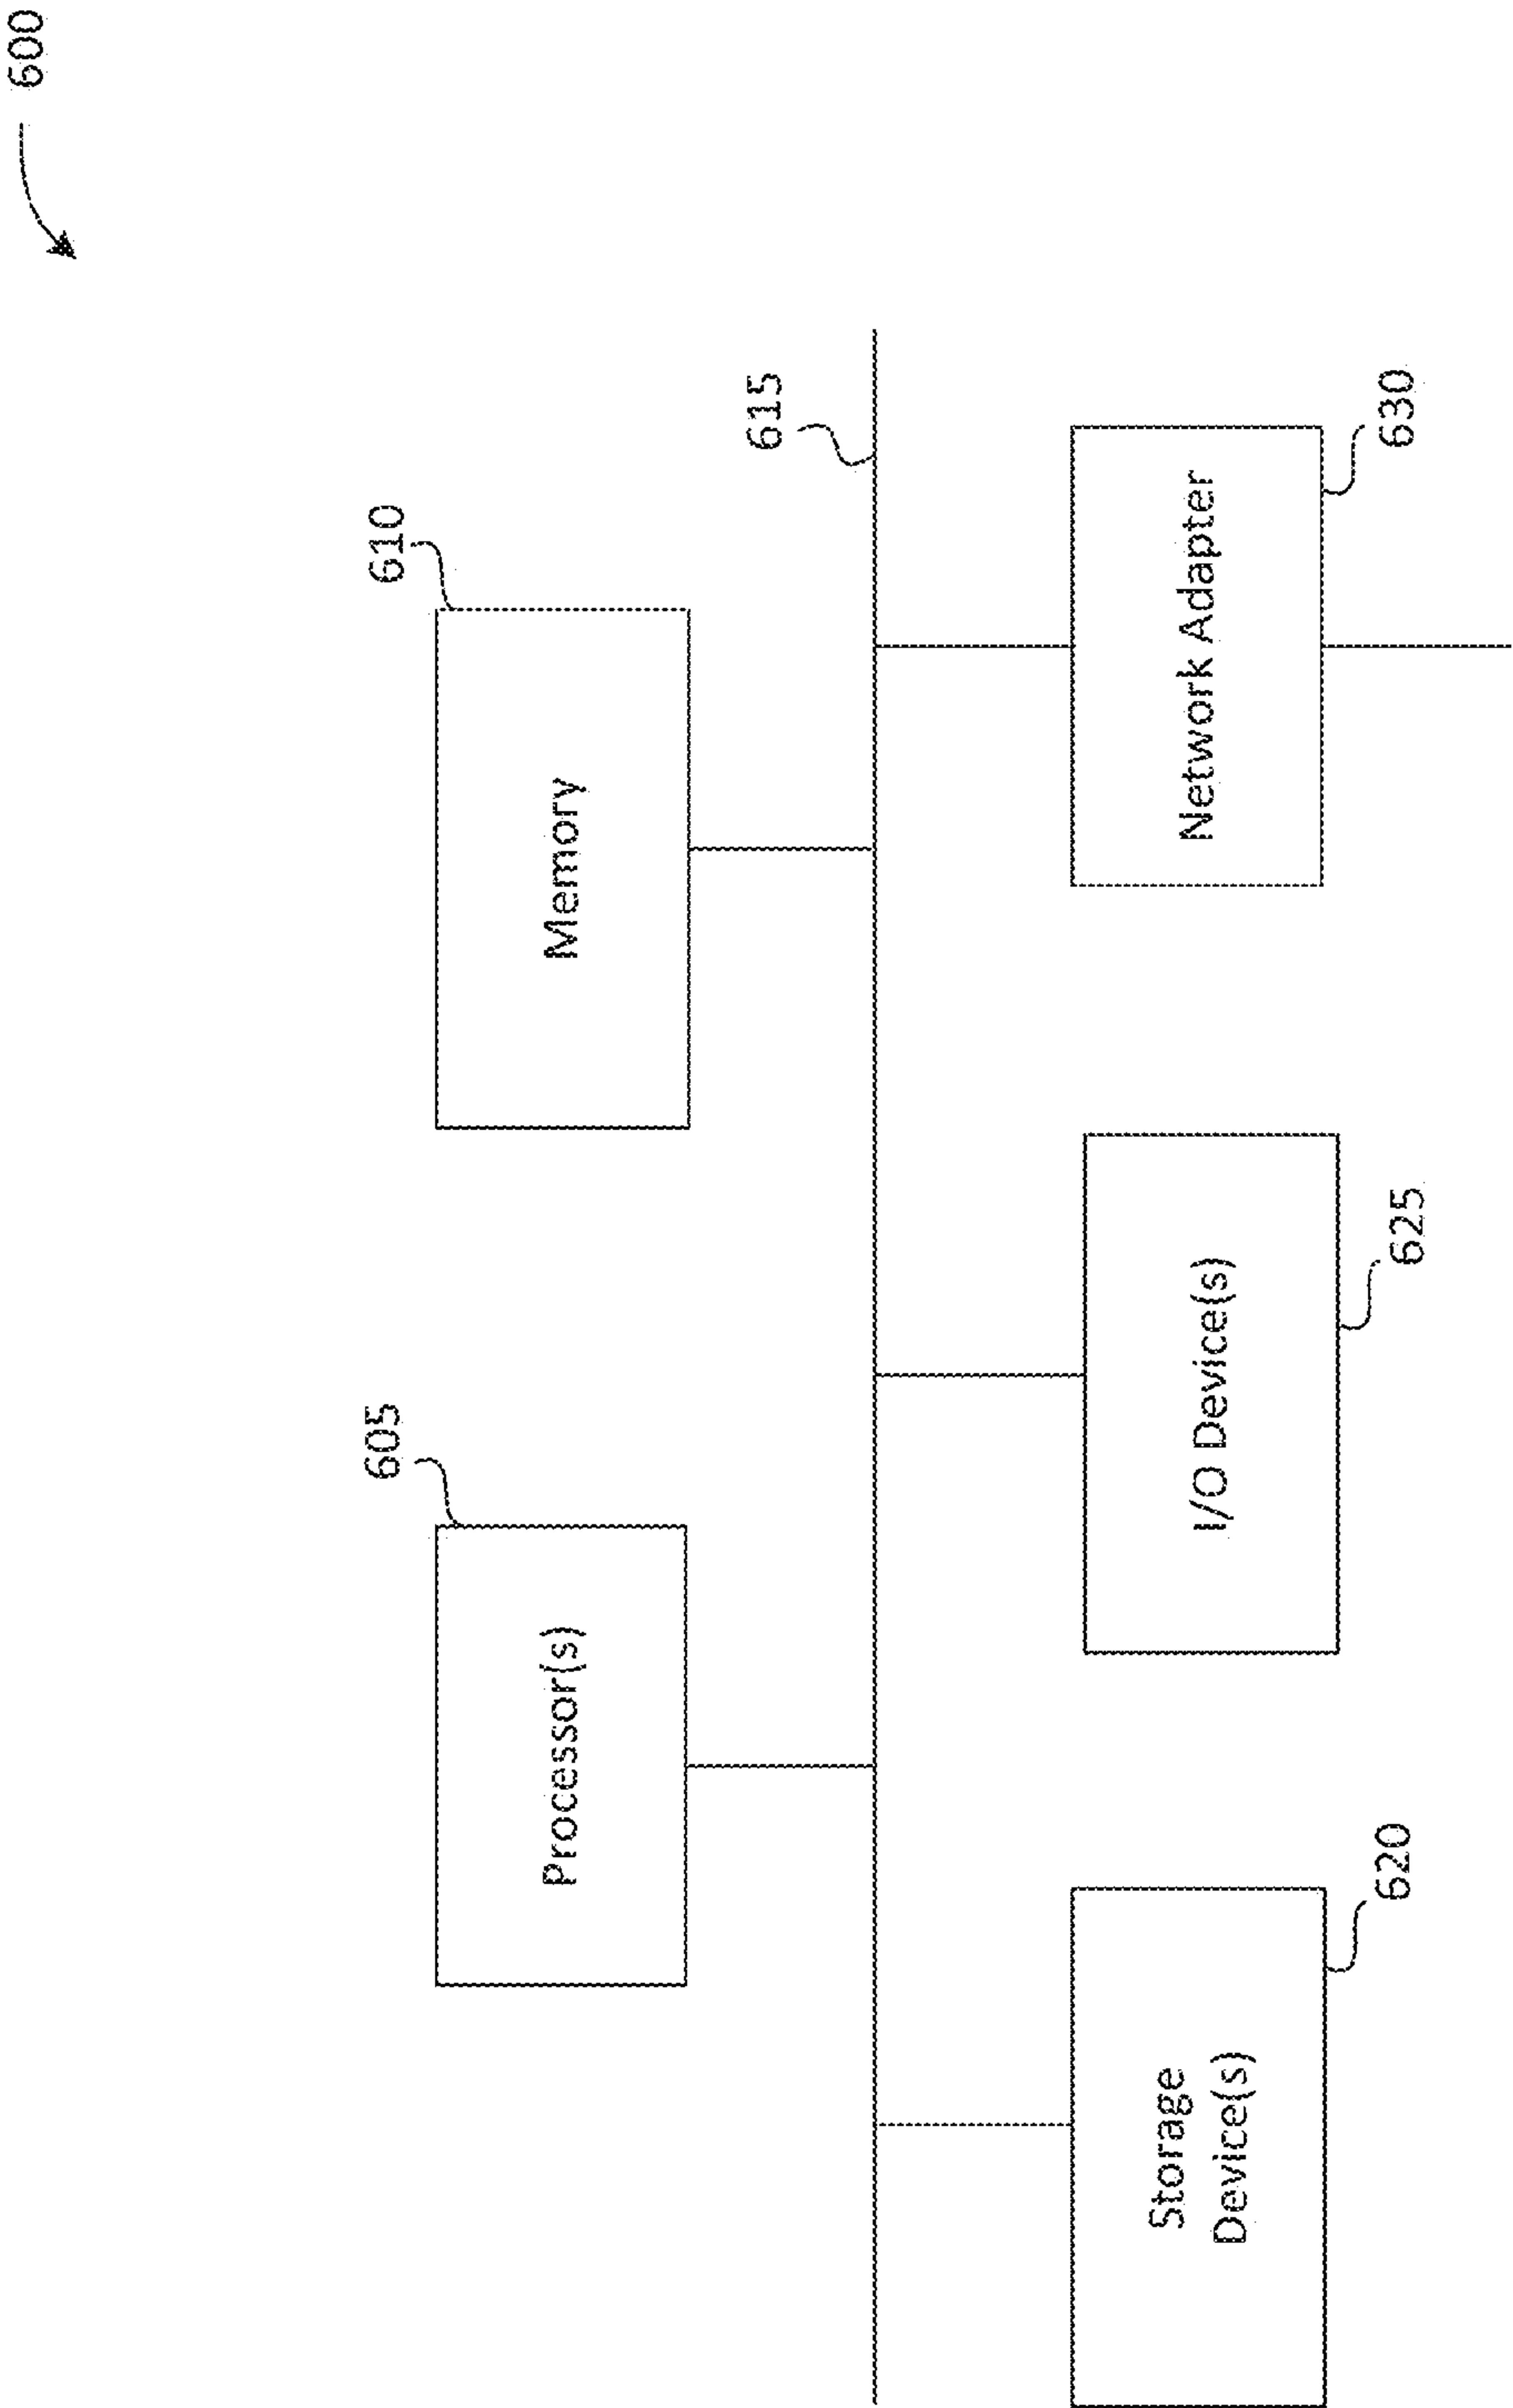 600
605
Processor(s)
610
Memory
615
Storage
Device(s)
620
I/O Device(s)
625
Network Adapter
630